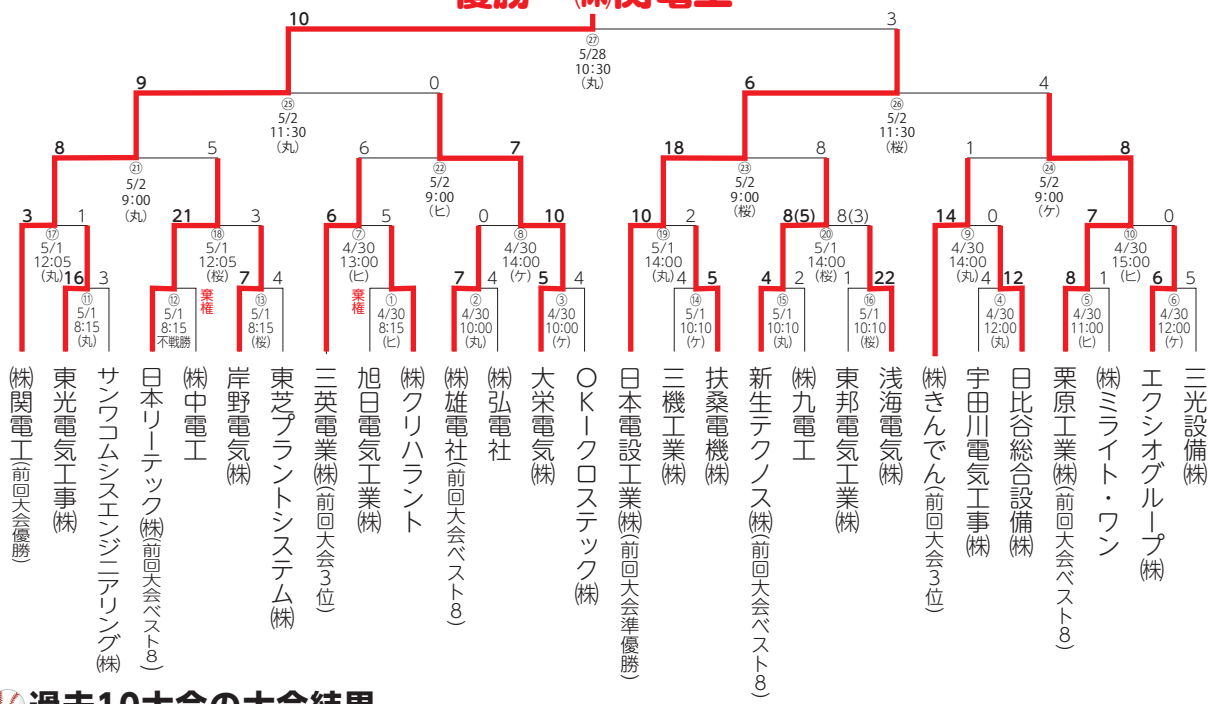 優勝 ㈱関電工
10 3
㉗
5/28
10:30
(丸)
9 0 6 4
㉕
5/2
11:30
(丸)
㉖
5/2
11:30
(桜)
8 5 6 7 18 8 1 8
㉑
5/2
9:00
(丸)
㉒
5/2
9:00
(ヒ)
㉓
5/2
9:00
(桜)
㉔
5/2
9:00
(ケ)
3 1 21 3 6 5 0 10 10 2 8(5) 8(3) 14 0 7 0
⑰
5/1
12:05
(丸)
⑱
5/1
12:05
(桜)
⑦
4/30
13:00
(ヒ)
⑧
4/30
14:00
(ケ)
⑲
5/1
14:00
(丸)
⑳
5/1
14:00
(桜)
⑨
4/30
14:00
(丸)
⑩
4/30
15:00
(ヒ)
16 3 棄権 7 4 棄権 7 4 5 4 4 5 4 2 1 22 4 12 8 1 6 5
⑪
5/1
8:15
(丸)
⑫
5/1
8:15
不戦勝
⑬
5/1
8:15
(桜)
①
4/30
8:15
(ヒ)
②
4/30
10:00
(丸)
③
4/30
10:00
(ケ)
⑭
5/1
10:10
(ケ)
⑮
5/1
10:10
(丸)
⑯
5/1
10:10
(桜)
④
4/30
12:00
(丸)
⑤
4/30
11:00
(ヒ)
⑥
4/30
12:00
(ケ)
㈱関電工(前回大会優勝)
東光電気工事㈱
サンワコムシスエンジニアリング㈱
日本リーテック㈱(前回大会ベスト8)
㈱中電工
岸野電気㈱
東芝プラントシステム㈱
三英電業㈱(前回大会3位)
旭日電気工業㈱
㈱クリハラント
㈱雄電社(前回大会ベスト8)
㈱弘電社
大栄電気㈱
OKIクロステック㈱
日本電設工業㈱(前回大会準優勝)
三機工業㈱
扶桑電機㈱
新生テクノス㈱(前回大会ベスト8)
㈱九電工
東邦電気工業㈱
浅海電気㈱
㈱きんでん(前回大会3位)
宇田川電気工事㈱
日比谷総合設備㈱
栗原工業㈱(前回大会ベスト8)
㈱ミライト・ワン
エクシオグループ㈱
三光設備㈱
過去10大会の大会結果